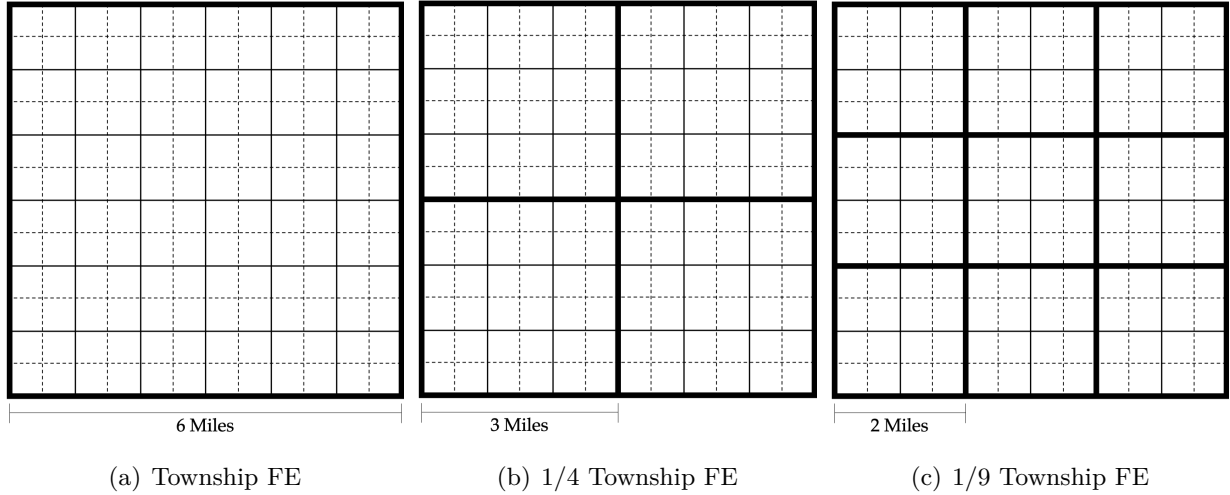 6 Miles
3 Miles
2 Miles
(a) Township FE
(b) 1/4 Township FE
(c) 1/9 Township FE